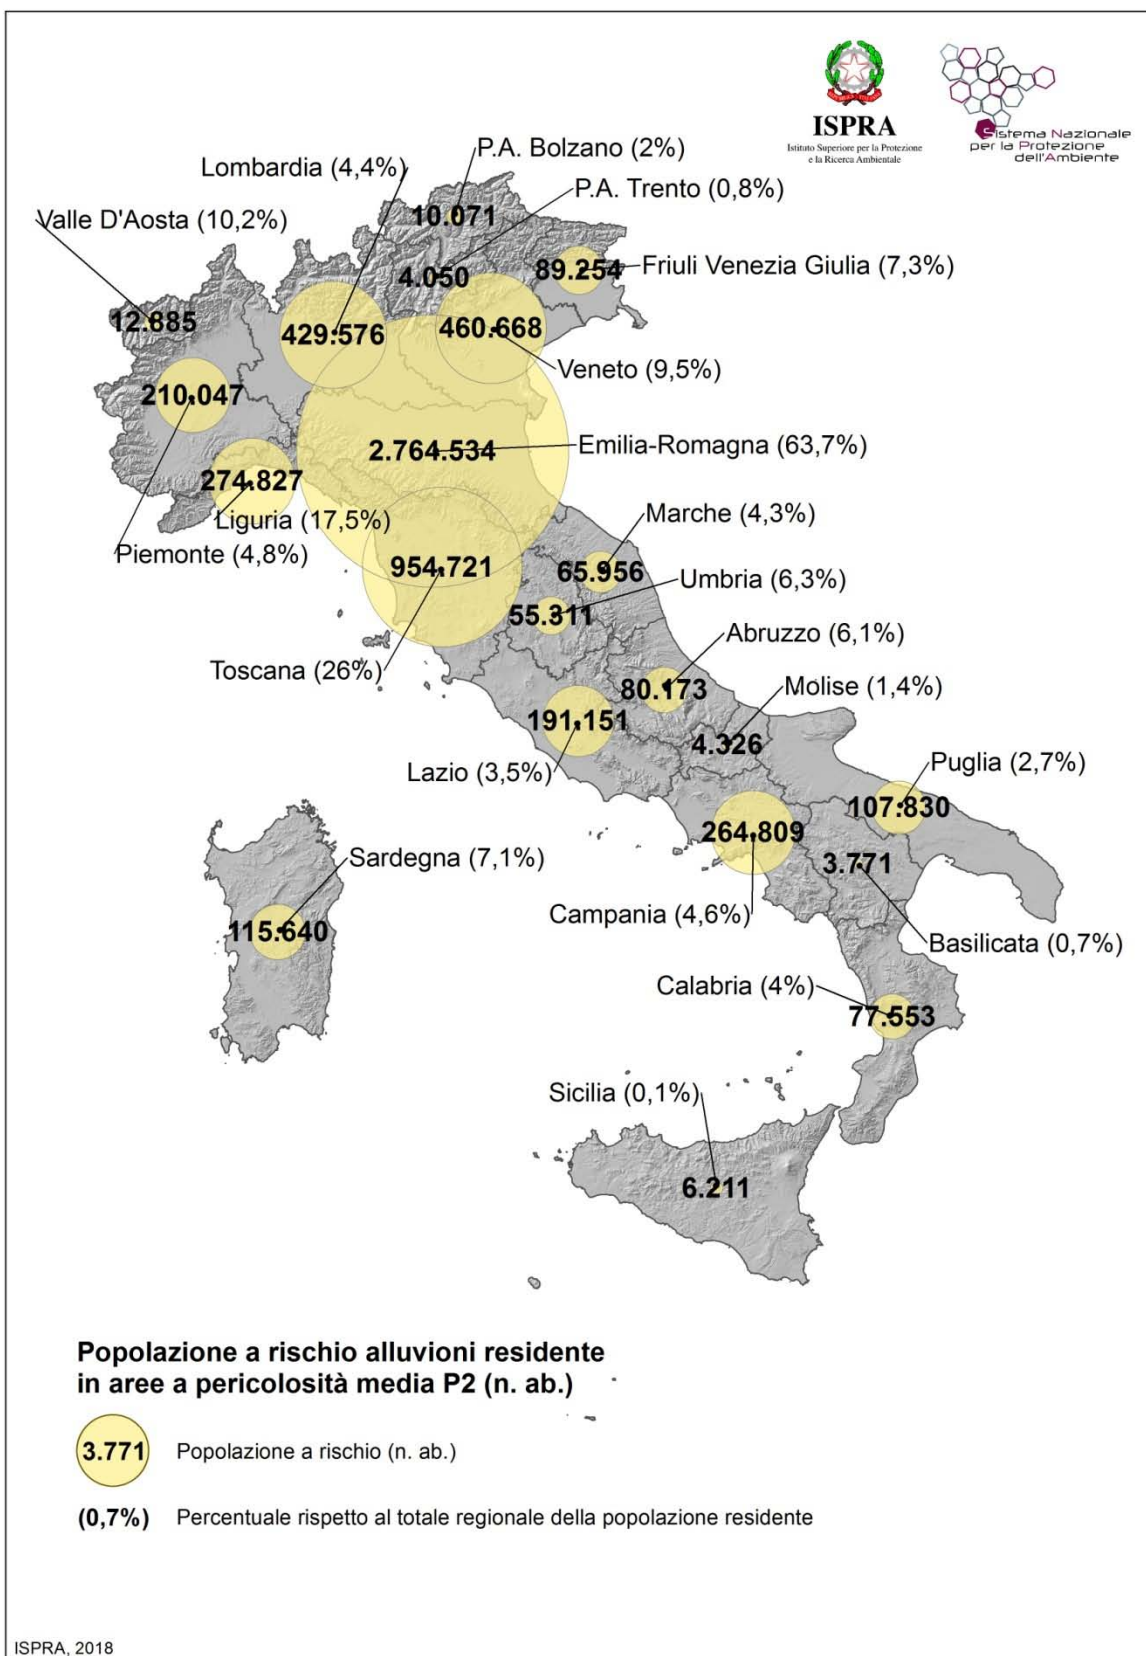 ISPRA
Istituto Superiore per la Protezione
e la Ricerca Ambientale
Sistema Nazionale
per la Protezione
dell'Ambiente
P.A. Bolzano (2%)
10.071
Lombardia (4,4%)
429.576
P.A. Trento (0,8%)
4.050
Valle D'Aosta (10,2%)
12.885
89.254
Friuli Venezia Giulia (7,3%)
460.668
Veneto (9,5%)
210.047
Piemonte (4,8%)
2.764.534
Emilia-Romagna (63,7%)
274.827
Liguria (17,5%)
Marche (4,3%)
65.956
954.721
Toscana (26%)
Umbria (6,3%)
55.311
Abruzzo (6,1%)
80.173
Molise (1,4%)
4.326
191.151
Lazio (3,5%)
Puglia (2,7%)
107.830
264.809
Campania (4,6%)
3.771
Basilicata (0,7%)
Sardegna (7,1%)
115.640
Calabria (4%)
77.553
Sicilia (0,1%)
6.211
Popolazione a rischio alluvioni residente
in aree a pericolosità media P2 (n. ab.)
3.771
Popolazione a rischio (n. ab.)
(0,7%)
Percentuale rispetto al totale regionale della popolazione residente
ISPRA, 2018